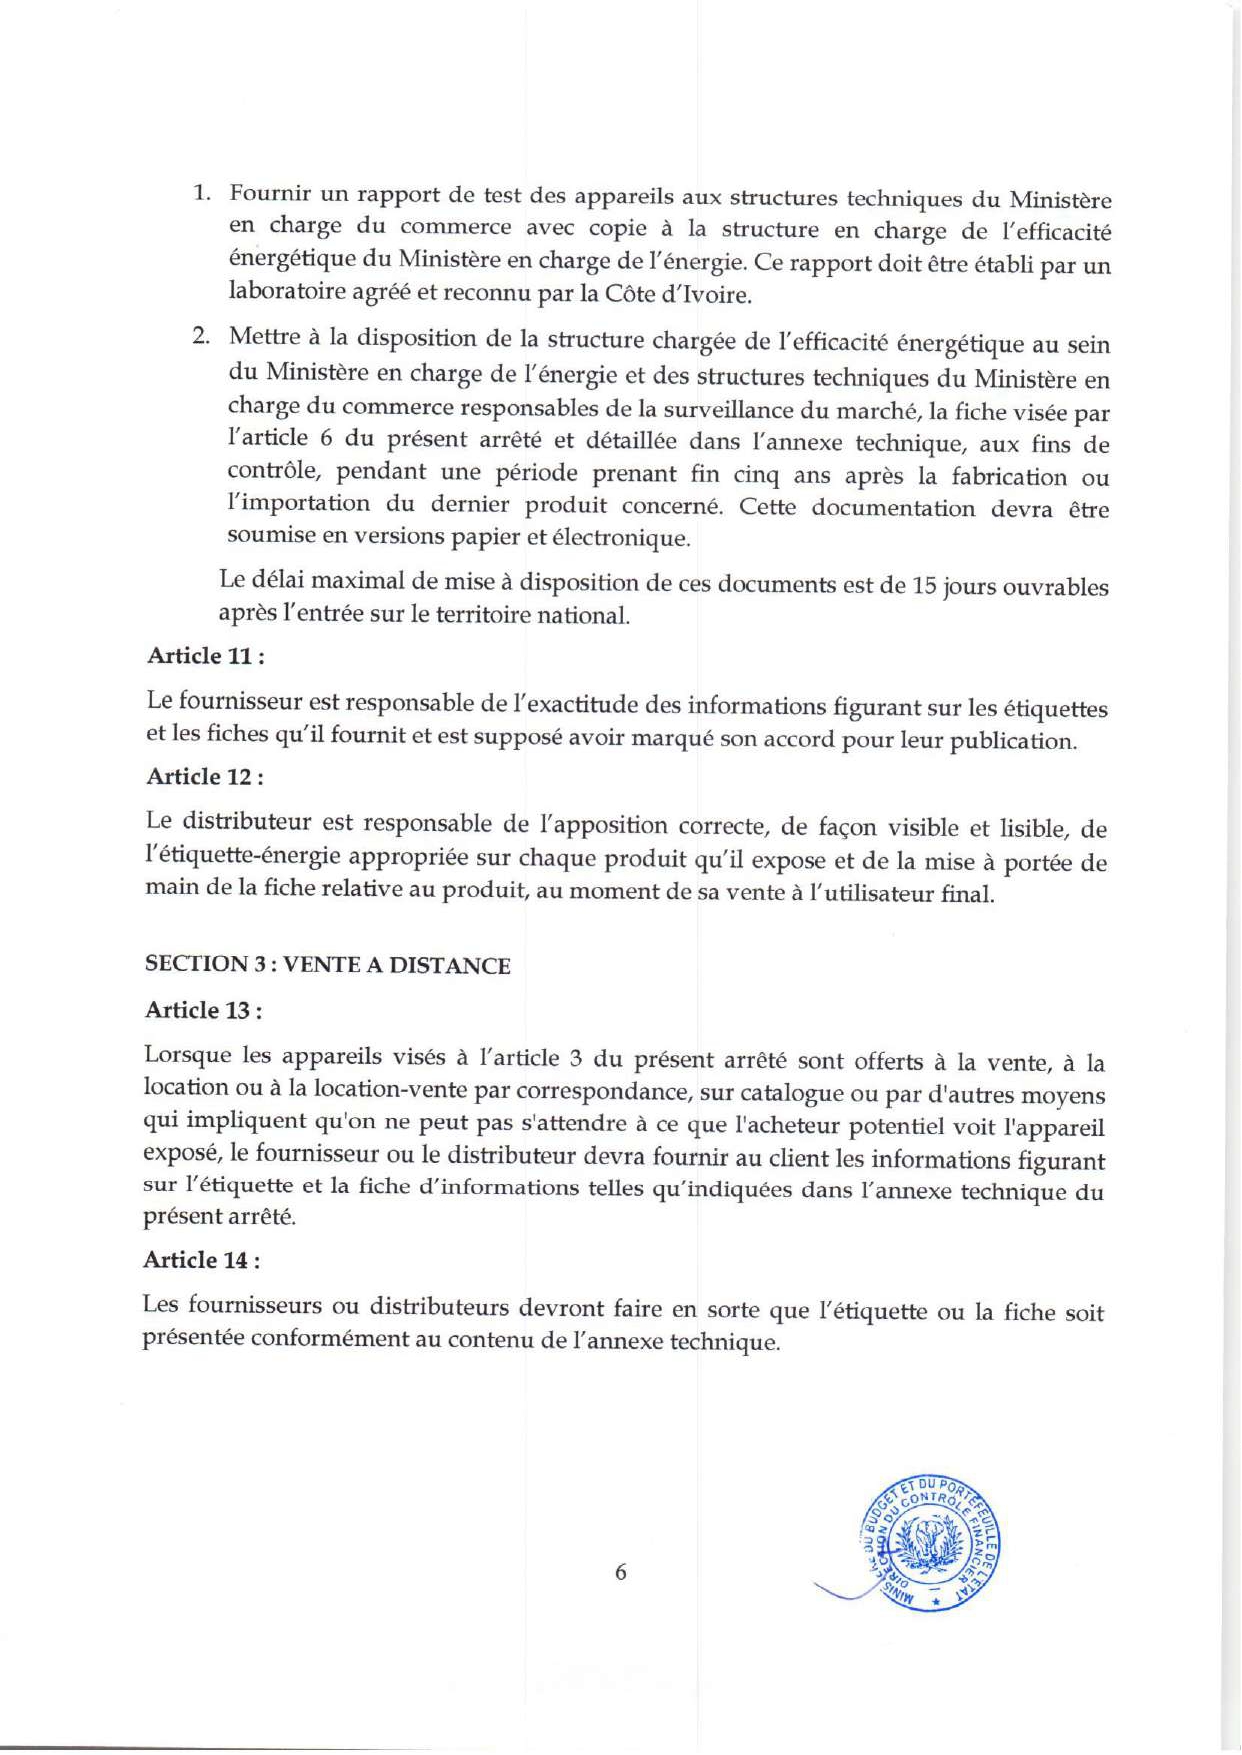 1. Fournir un rapport de test des appareils aux structures techniques du Ministère
en charge du commerce avec copie à la structure en charge de l'efficacité
énergétique du Ministère en charge de l'énergie. Ce rapport doit être établi par un
laboratoire agréé et reconnu par la Côte d'Ivoire.
2. Mettre à la disposition de la structure chargée de l'efficacité énergétique au sein
du Ministère en charge de l'énergie et des structures techniques du Ministère en
charge du commerce responsables de la surveillance du marché, la fiche visée par
l'article 6 du présent arrêté et détaillée dans l'annexe technique, aux fins de
contrôle, pendant une période prenant fin cinq ans après la fabrication ou
l'importation du dernier produit concerné. Cette documentation devra être
soumise en versions papier et électronique.
Le délai maximal de mise à disposition de ces documents est de 15 jours ouvrables
après l'entrée sur le territoire national.
Article 11 :
Le fournisseur est responsable de l'exactitude des informations figurant sur les étiquettes
et les fiches qu'il fournit et est supposé avoir marqué son accord pour leur publication.
Article 12 :
Le distributeur est responsable de l'apposition correcte, de façon visible et lisible, de
l'étiquette-énergie appropriée sur chaque produit qu'il expose et de la mise à portée de
main de la fiche relative au produit, au moment de sa vente à l'utilisateur final.
SECTION 3 : VENTE A DISTANCE
Article 13 :
Lorsque les appareils visés à l'article 3 du présent arrêté sont offerts à la vente, à la
location ou à la location-vente par correspondance, sur catalogue ou par d'autres moyens
qui impliquent qu'on ne peut pas s'attendre à ce que l'acheteur potentiel voit l'appareil
exposé, le fournisseur ou le distributeur devra fournir au client les informations figurant
sur l'étiquette et la fiche d'informations telles qu'indiquées dans l'annexe technique du
présent arrêté.
Article 14 :
Les fournisseurs ou distributeurs devront faire en sorte que l'étiquette ou la fiche soit
présentée conformément au contenu de l'annexe technique.
DU BUDGET ET DU PORTEFEUILLE DE L'ETAT
DIRECTION DU CONTRÔLE FINANCIER
6